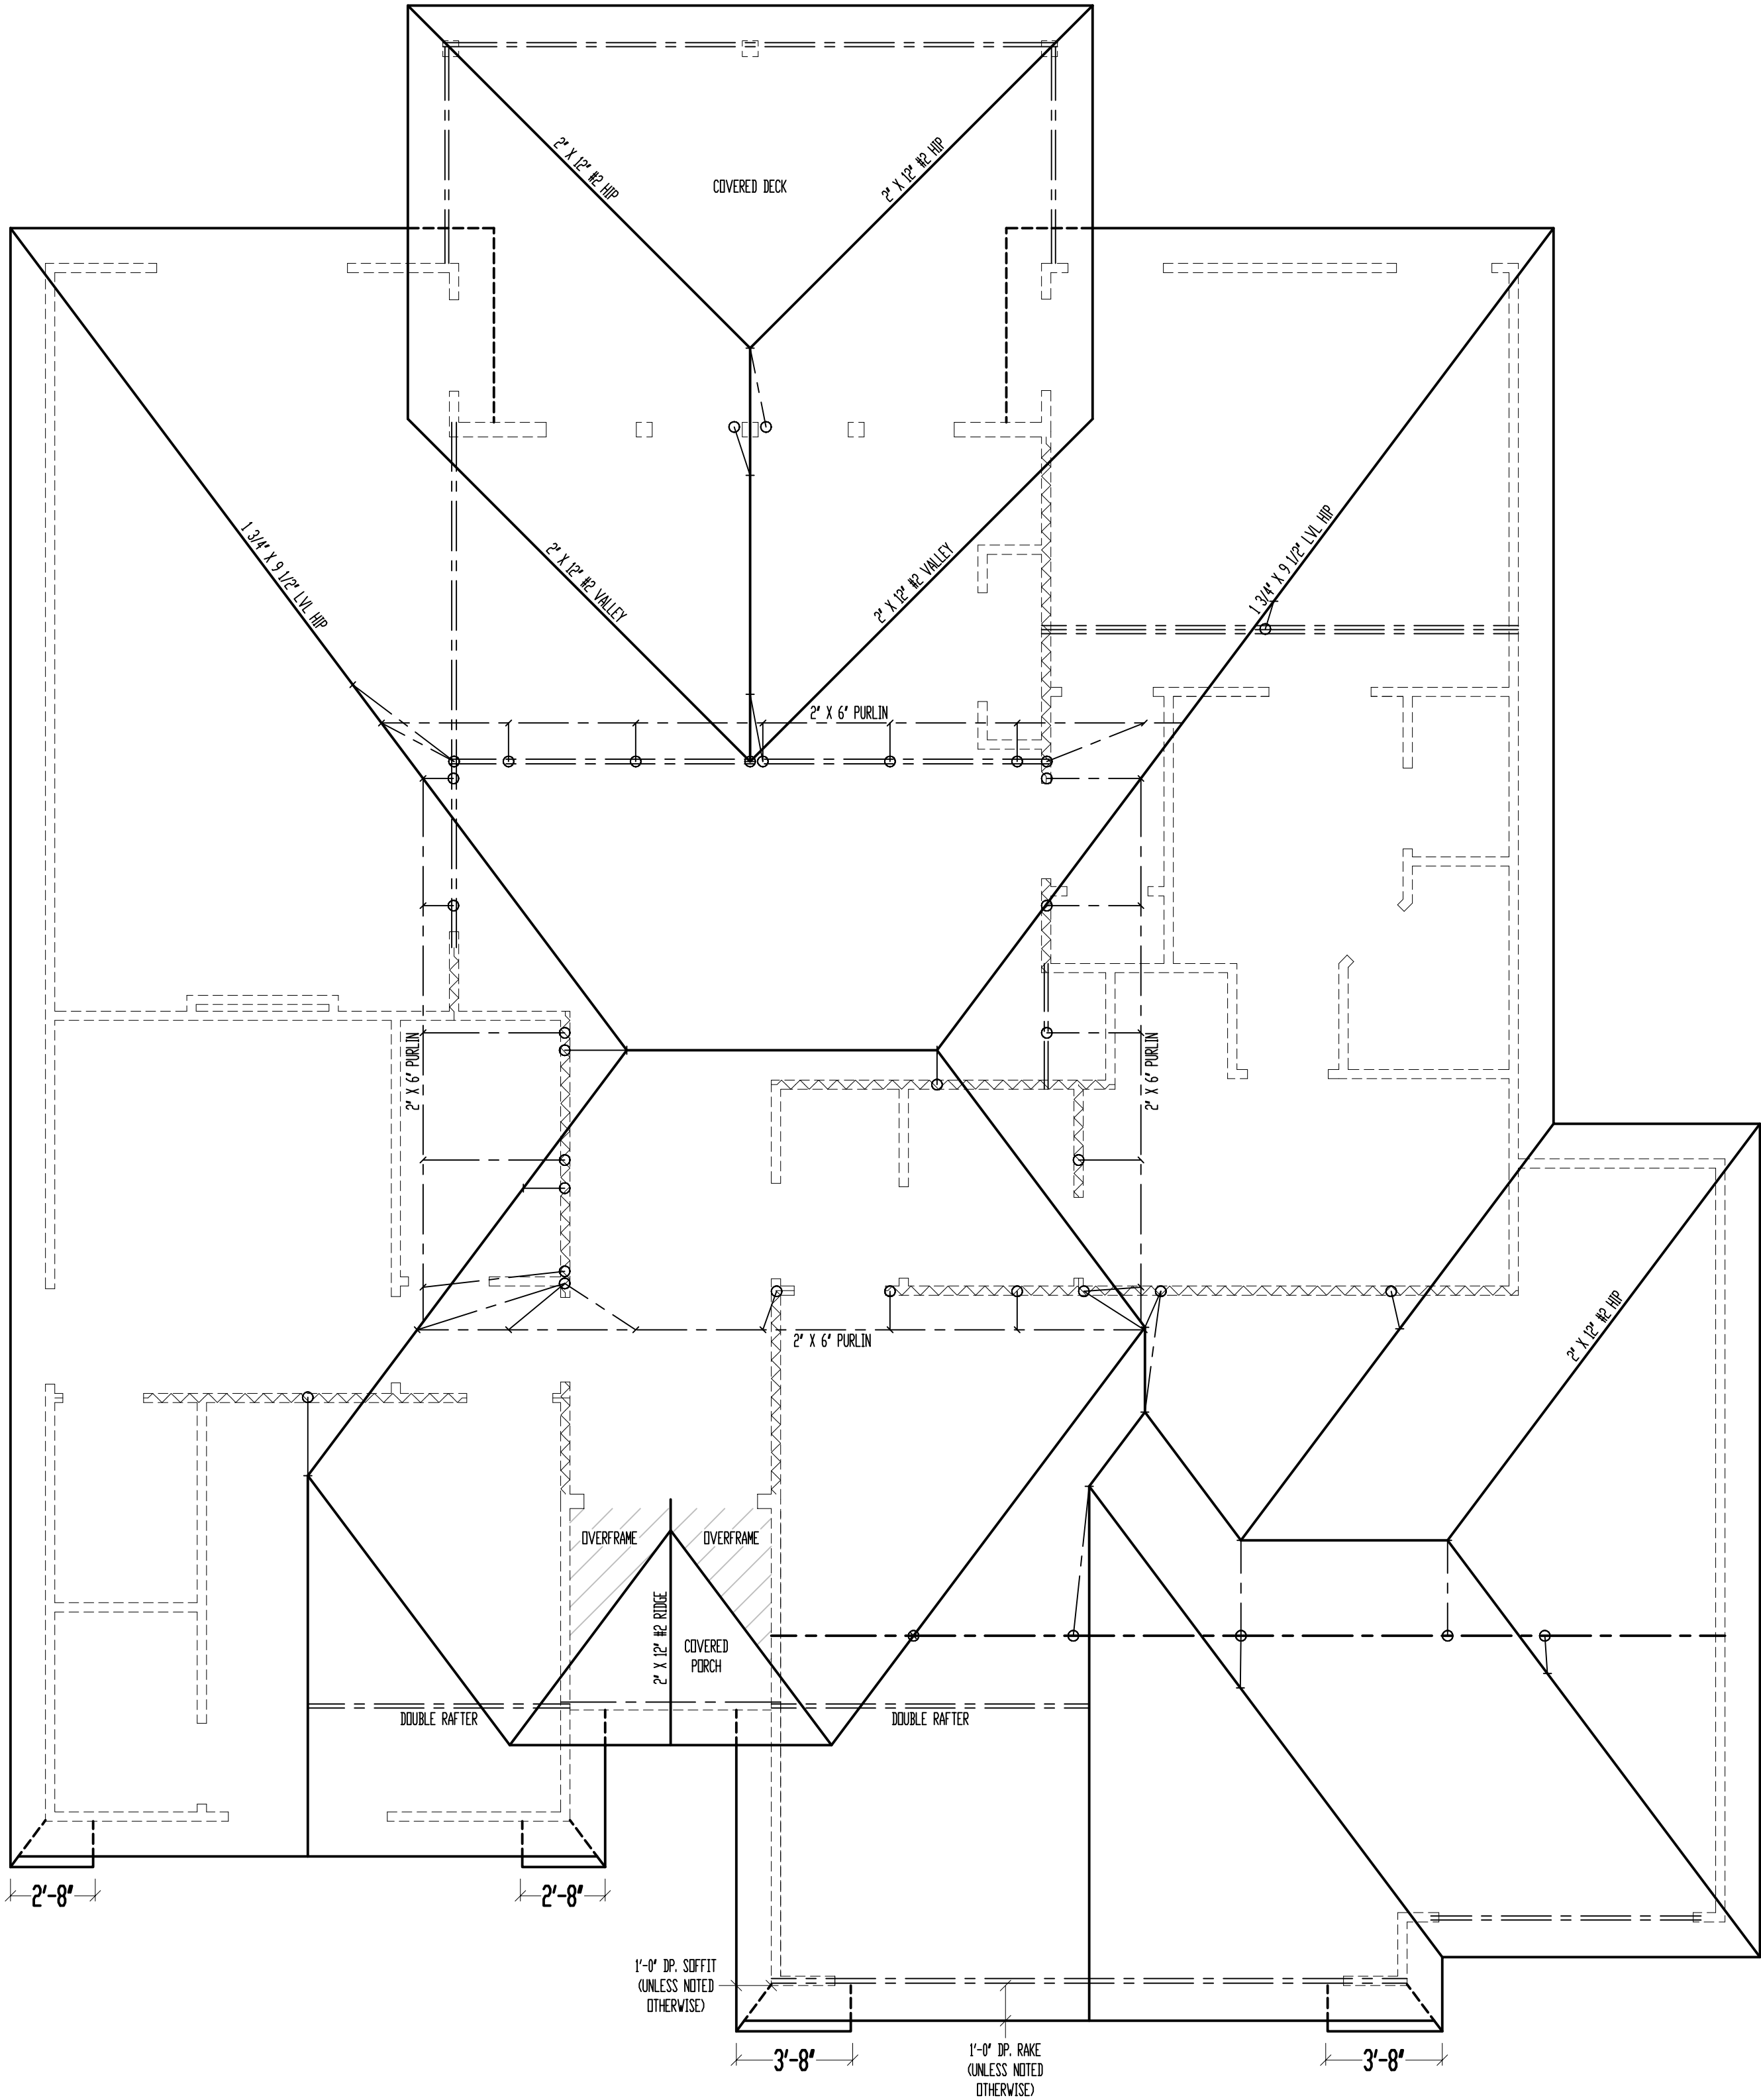 2" X 12" #2 HIP
2" X 12" #2 HIP
COVERED DECK
1 3/4" X 9 1/2" LVL HIP
2" X 12" #2 VALLEY
2" X 12" #2 VALLEY
1 3/4" X 9 1/2" LVL HIP
2" X 6" PURLIN
2" X 6" PURLIN
2" X 6" PURLIN
2" X 6" PURLIN
2" X 12" #2 HIP
OVERFRAME
OVERFRAME
2" X 12" #2 RIDGE
COVERED
PORCH
DOUBLE RAFTER
DOUBLE RAFTER
2'-8"
2'-8"
1'-0" DP. SOFFIT
(UNLESS NOTED
OTHERWISE)
3'-8"
1'-0" DP. RAKE
(UNLESS NOTED
OTHERWISE)
3'-8"